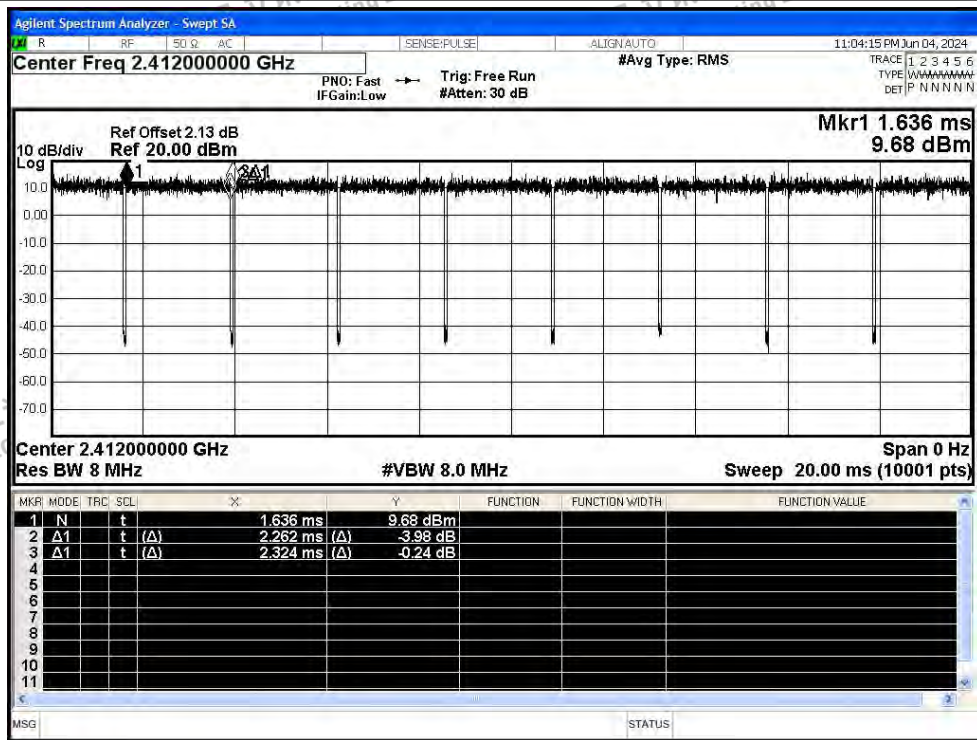 Agilent Spectrum Analyzer - Swept SA
R RF 50 Ω AC SENSE:PULSE ALIGN AUTO 11:04:15 PM Jun 04, 2024
Center Freq 2.412000000 GHz #Avg Type: RMS TRACE 1 2 3 4 5 6
PNO: Fast Trig: Free Run TYPE WWWWWW
IFGain:Low #Atten: 30 dB DET P N N N N N
Mkr1 1.636 ms
Ref Offset 2.13 dB
10 dB/div Ref 20.00 dBm 9.68 dBm
Log
1 3Δ1
10.0
0.00
-10.0
-20.0
-30.0
-40.0
-50.0
-60.0
-70.0
Center 2.412000000 GHz Span 0 Hz
Res BW 8 MHz #VBW 8.0 MHz Sweep 20.00 ms (10001 pts)
MKR MODE TRC SCL X Y FUNCTION FUNCTION WIDTH FUNCTION VALUE
1 N t 1.636 ms 9.68 dBm
2 Δ1 t (Δ) 2.262 ms (Δ) -3.98 dB
3 Δ1 t (Δ) 2.324 ms (Δ) -0.24 dB
4
5
6
7
8
9
10
11
MSG STATUS